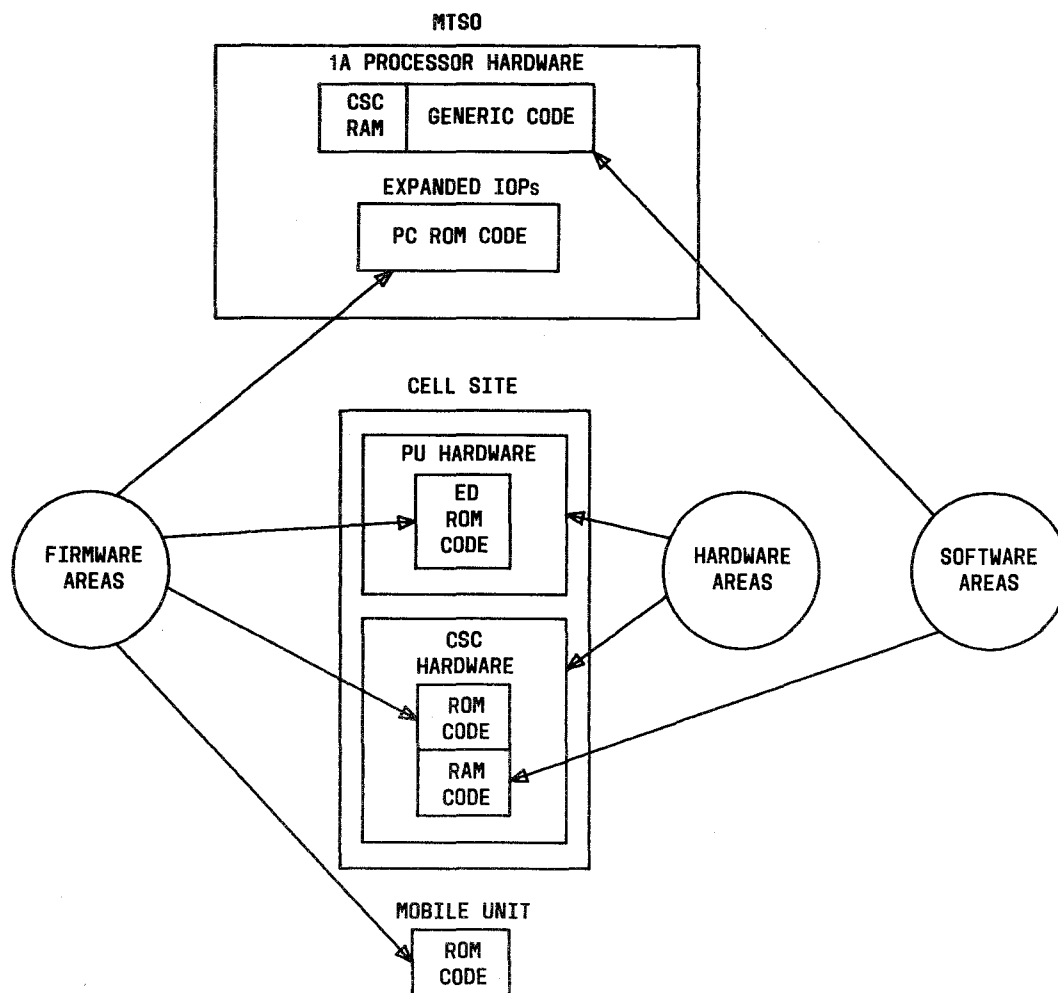 MTSO
1A PROCESSOR HARDWARE
CSC
RAM
GENERIC CODE
EXPANDED IOPs
PC ROM CODE
CELL SITE
PU HARDWARE
ED
ROM
CODE
FIRMWARE
AREAS
HARDWARE
AREAS
SOFTWARE
AREAS
CSC
HARDWARE
ROM
CODE
RAM
CODE
MOBILE UNIT
ROM
CODE